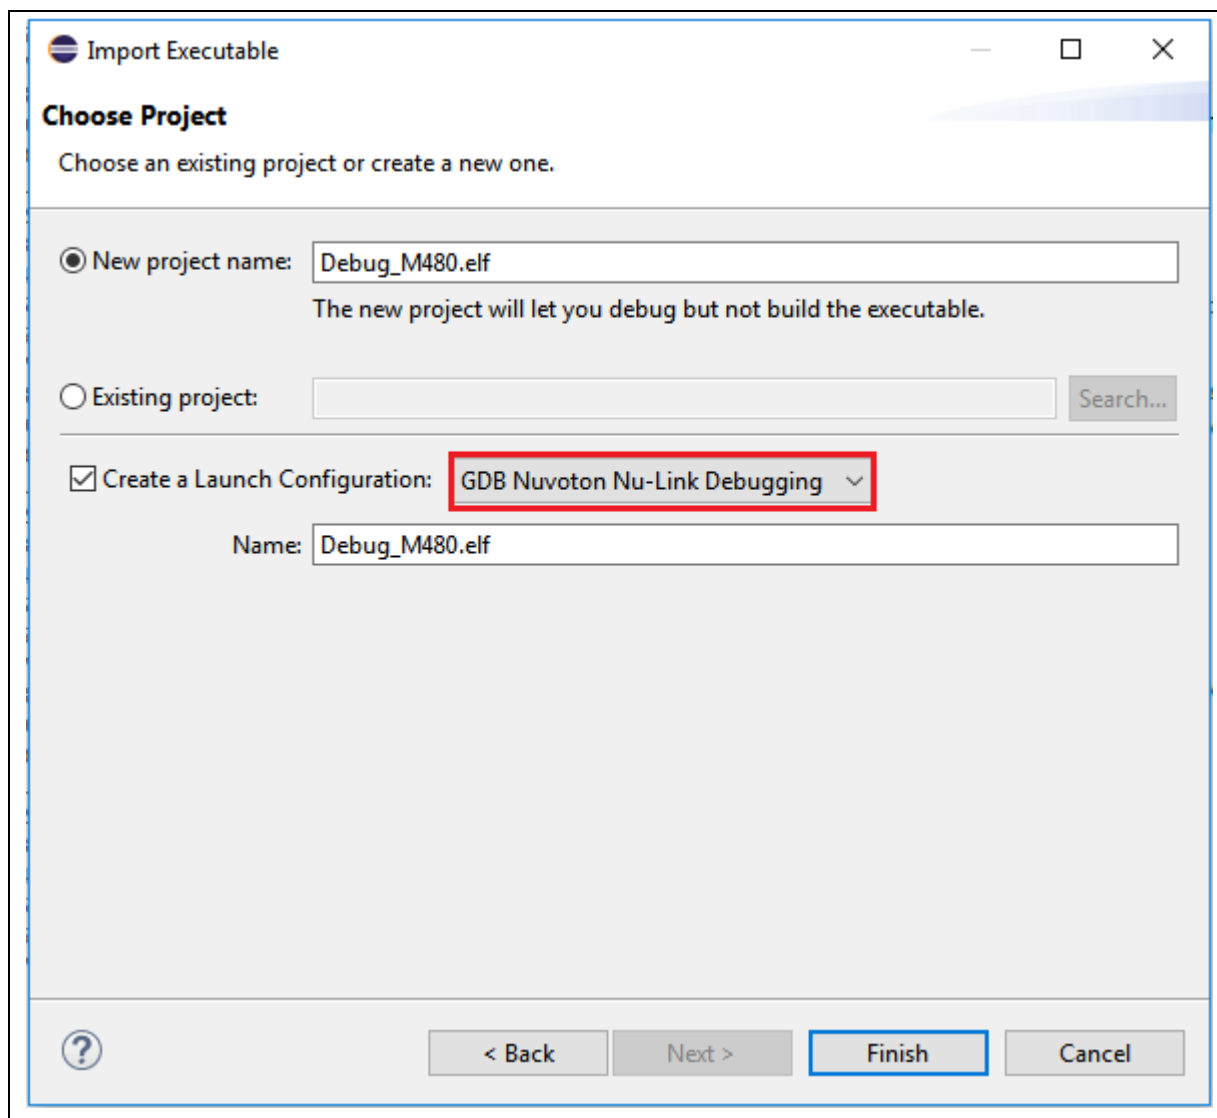 Import Executable
Choose Project
Choose an existing project or create a new one.
New project name: Debug_M480.elf
The new project will let you debug but not build the executable.
Existing project: Search...
Create a Launch Configuration: GDB Nuvoton Nu-Link Debugging
Name: Debug_M480.elf
? < Back Next > Finish Cancel